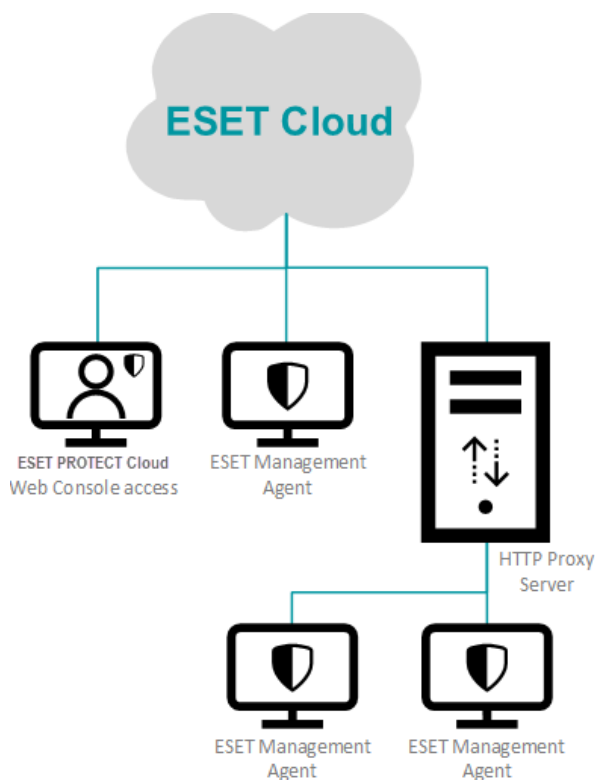 ESET Cloud
ESET PROTECT Cloud
Web Console access
ESET Management
Agent
HTTP Proxy
Server
ESET Management
Agent
ESET Management
Agent